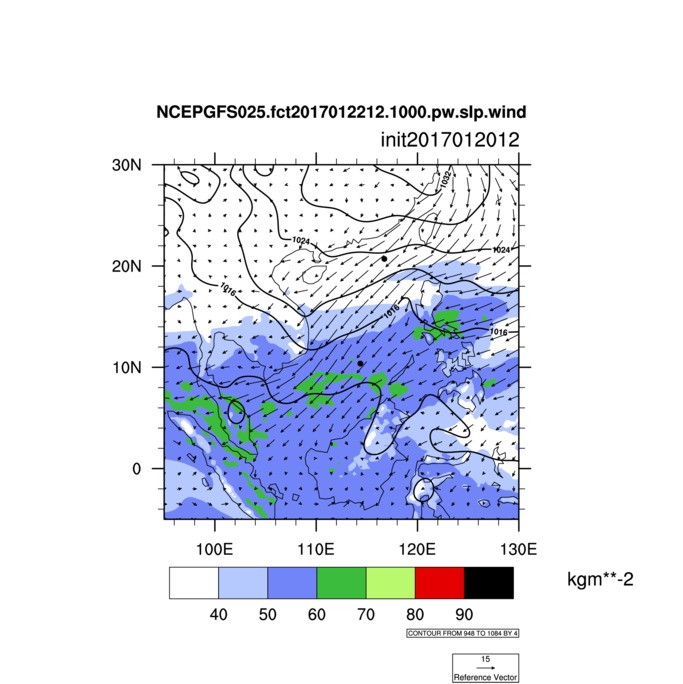 NCEPGFS025.fct2017012212.1000.pw.slp.wind
init2017012012
30N
1032
1024
1024
20N
1016
1016
1016
10N
0
100E 110E 120E 130E
kgm**-2
40 50 60 70 80 90
CONTOUR FROM 948 TO 1084 BY 4
15
Reference Vector